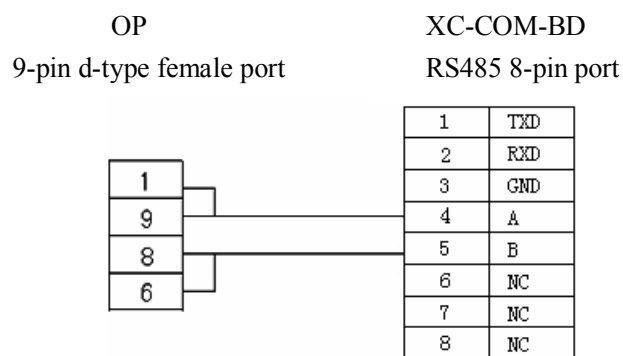 OP XC-COM-BD
9-pin d-type female port RS485 8-pin port
1 TXD
2 RXD
3 GND
4 A
5 B
6 NC
7 NC
8 NC
1
9
8
6